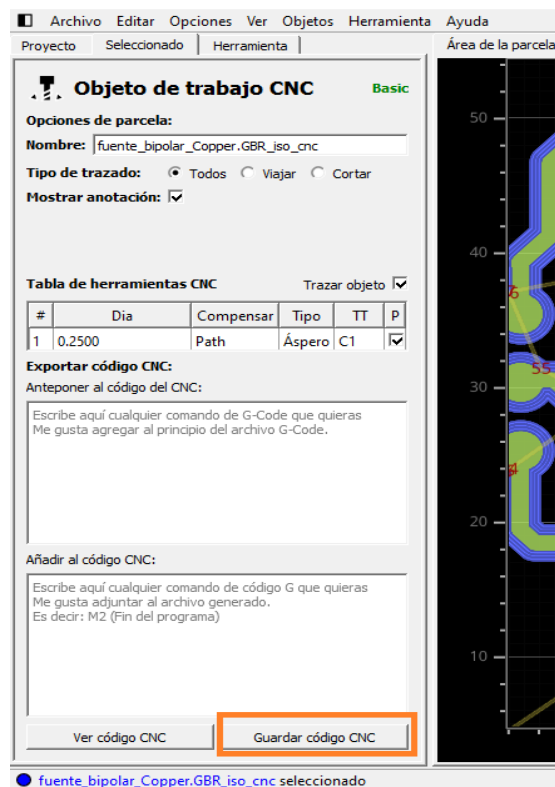 Archivo Editar Opciones Ver Objetos Herramienta Ayuda
Proyecto Seleccionado Herramienta Área de la parcela
Objeto de trabajo CNC Basic
Opciones de parcela:
Nombre: fuente_bipolar_Copper.GBR_iso_cnc
Tipo de trazado: Todos Viajar Cortar
Mostrar anotación:
Tabla de herramientas CNC Trazar objeto
# Dia Compensar Tipo TT P
1 0.2500 Path Áspero C1
Exportar código CNC:
Anteponer al código del CNC:
Escribe aquí cualquier comando de G-Code que quieras
Me gusta agregar al principio del archivo G-Code.
Añadir al código CNC:
Escribe aquí cualquier comando de código G que quieras
Me gusta adjuntar al archivo generado.
Es decir: M2 (Fin del programa)
Ver código CNC Guardar código CNC
fuente_bipolar_Copper.GBR_iso_cnc seleccionado
50
40
30
55
20
10